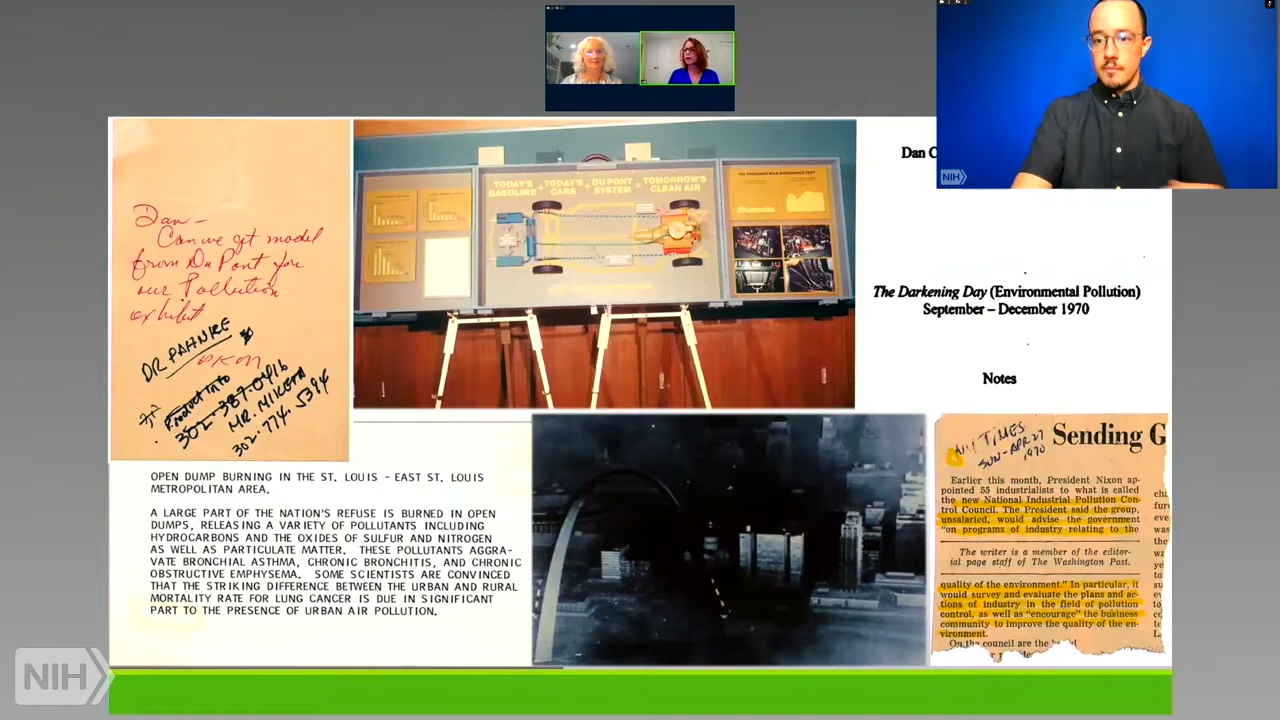 Dan -
Can we get model
from Du Pont for
our Pollution
exhibit
DR. PAHNKE
302-387-0416
MR. MIKETA
302.774.5394
TODAY'S GASOLINE + TODAY'S CARS + DU PONT SYSTEM = TOMORROW'S CLEAN AIR
Dan C
The Darkening Day (Environmental Pollution)
September – December 1970
Notes
OPEN DUMP BURNING IN THE ST. LOUIS - EAST ST. LOUIS
METROPOLITAN AREA.
A LARGE PART OF THE NATION'S REFUSE IS BURNED IN OPEN
DUMPS, RELEASING A VARIETY OF POLLUTANTS INCLUDING
HYDROCARBONS AND THE OXIDES OF SULFUR AND NITROGEN
AS WELL AS PARTICULATE MATTER. THESE POLLUTANTS AGGRA-
VATE BRONCHIAL ASTHMA, CHRONIC BRONCHITIS, AND CHRONIC
OBSTRUCTIVE EMPHYSEMA. SOME SCIENTISTS ARE CONVINCED
THAT THE STRIKING DIFFERENCE BETWEEN THE URBAN AND RURAL
MORTALITY RATE FOR LUNG CANCER IS DUE IN SIGNIFICANT
PART TO THE PRESENCE OF URBAN AIR POLLUTION.
TIMES
SUN - APR 27
1970
Sending G
Earlier this month, President Nixon ap-
pointed 55 industrialists to what is called
the new National Industrial Pollution Con-
trol Council. The President said the group,
unsalaried, would advise the government
"on programs of industry relating to the
The writer is a member of the editor-
ial page staff of The Washington Post.
quality of the environment." In particular, it
would survey and evaluate the plans and ac-
tions of industry in the field of pollution
control, as well as "encourage" the business
community to improve the quality of the en-
vironment.
On the council are the
NIH
NIH